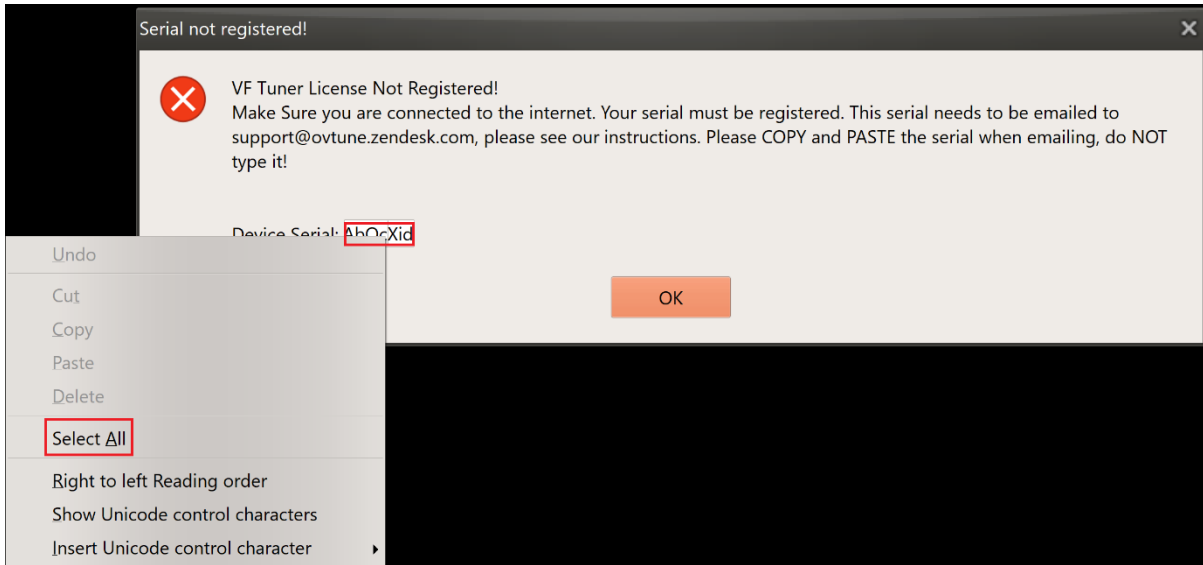 Serial not registered!
VF Tuner License Not Registered!
Make Sure you are connected to the internet. Your serial must be registered. This serial needs to be emailed to
support@ovtune.zendesk.com, please see our instructions. Please COPY and PASTE the serial when emailing, do NOT
type it!
Device Serial:
OK
Undo
Cut
Copy
Paste
Delete
Select All
Right to left Reading order
Show Unicode control characters
Insert Unicode control character